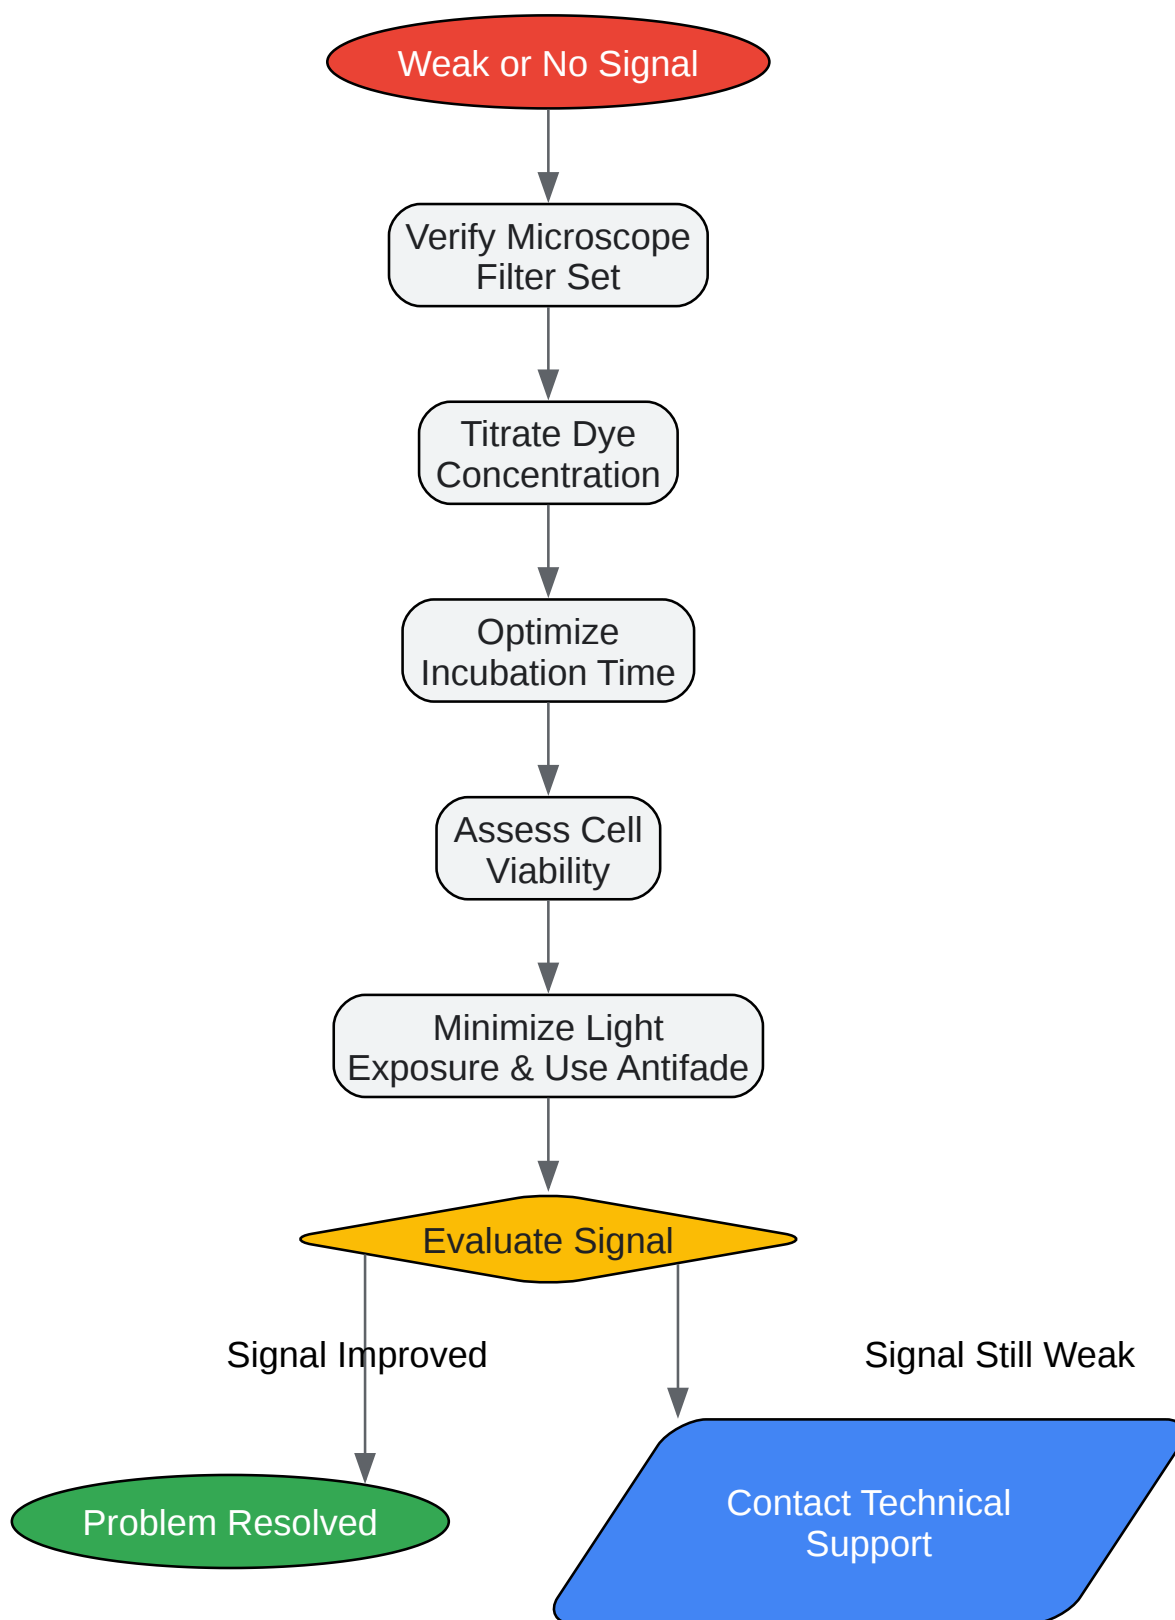 Weak or No Signal
Verify Microscope
Filter Set
Titrate Dye
Concentration
Optimize
Incubation Time
Assess Cell
Viability
Minimize Light
Exposure & Use Antifade
Evaluate Signal
Signal Improved
Signal Still Weak
Problem Resolved
Contact Technical
Support